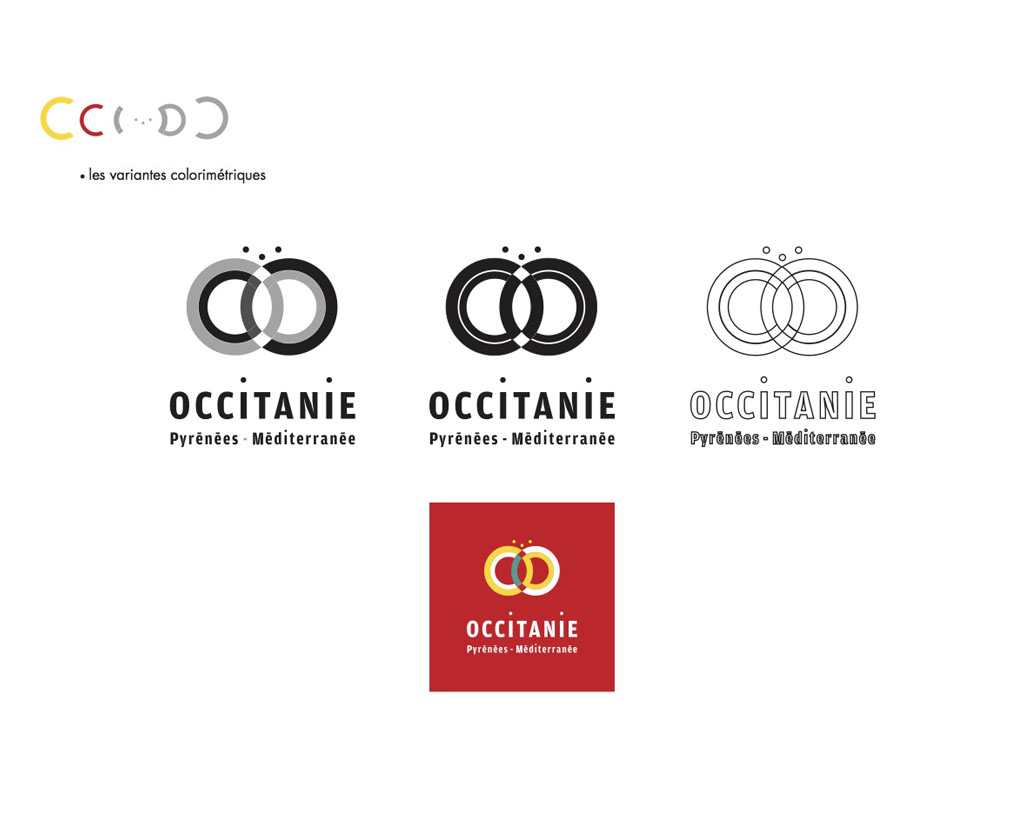 • les variantes colorimétriques
OCCiTANiE
Pyrénées - Méditerranée
OCCiTANiE
Pyrénées - Méditerranée
OCCiTANiE
Pyrénées - Méditerranée
OCCiTANiE
Pyrénées - Méditerranée